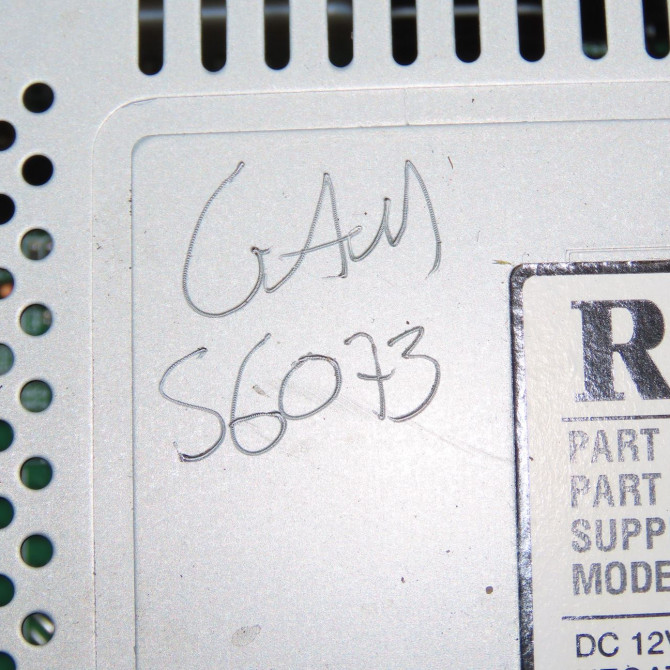 GAM
S6073
R
PART
PART
SUPP
MODE
DC 12V